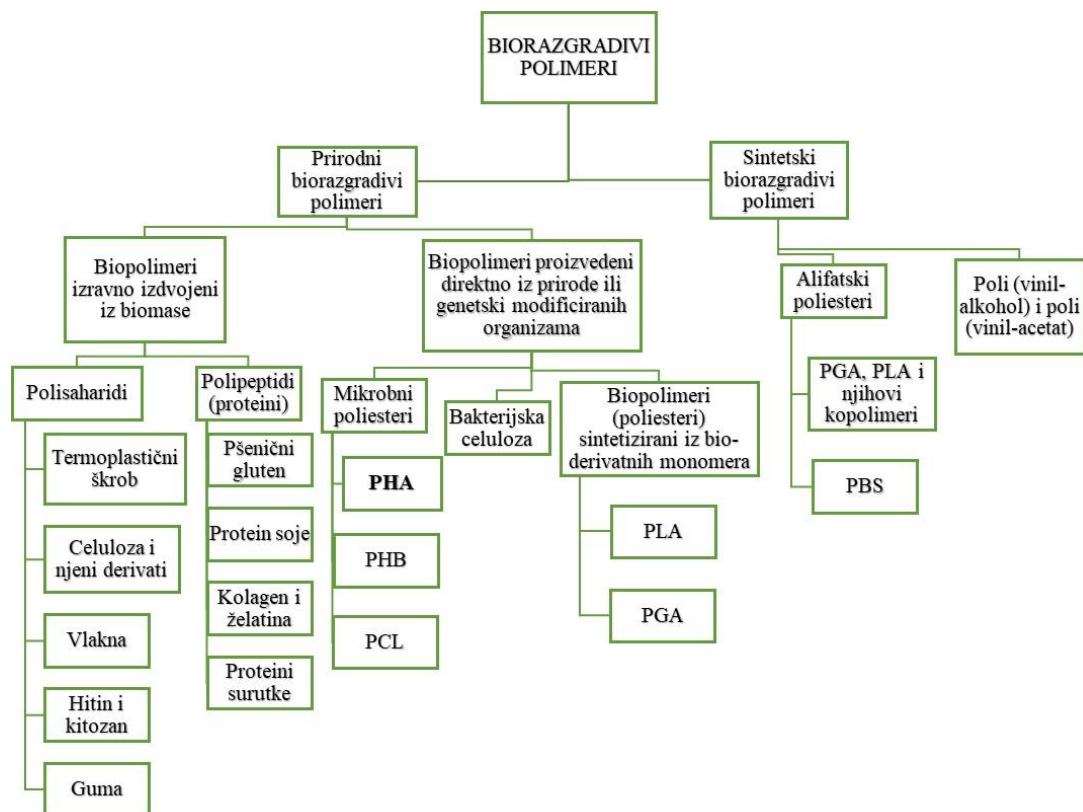 BIORAZGRADIVI
POLIMERI
Prirodni
biorazgradivi
polimeri
Sintetski
biorazgradivi
polimeri
Biopolimeri
izravno izdvojeni
iz biomase
Biopolimeri proizvedeni
direktno iz prirode ili
genetski modificiranih
organizama
Alifatski
poliesteri
Poli (vinil-
alkohol) i poli
(vinil-acetat)
Polisaharidi
Polipeptidi
(proteini)
Mikrobni
poliesteri
Bakterijska
celuloza
Biopolimeri
(poliesteri)
sintetizirani iz bio-
derivatnih monomera
PGA, PLA i
njihovi
kopolimeri
Termoplastični
škrob
Pšenični
gluten
PHA
PBS
Celuloza i
njeni derivati
Protein soje
PHB
PLA
Vlakna
Kolagen i
želatina
PCL
PGA
Hitin i
kitozan
Proteini
surutke
Guma